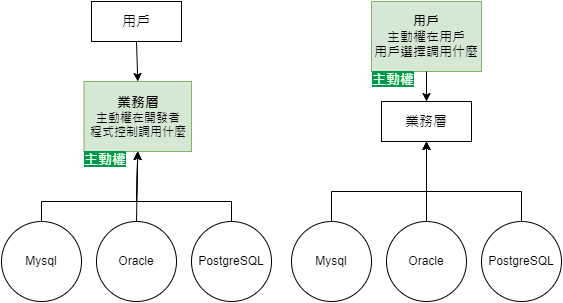 用戶
業務層
主動權在開發者
程式控制調用什麼
主動權
Mysql
Oracle
PostgreSQL
用戶
主動權在用戶
用戶選擇調用什麼
主動權
業務層
Mysql
Oracle
PostgreSQL